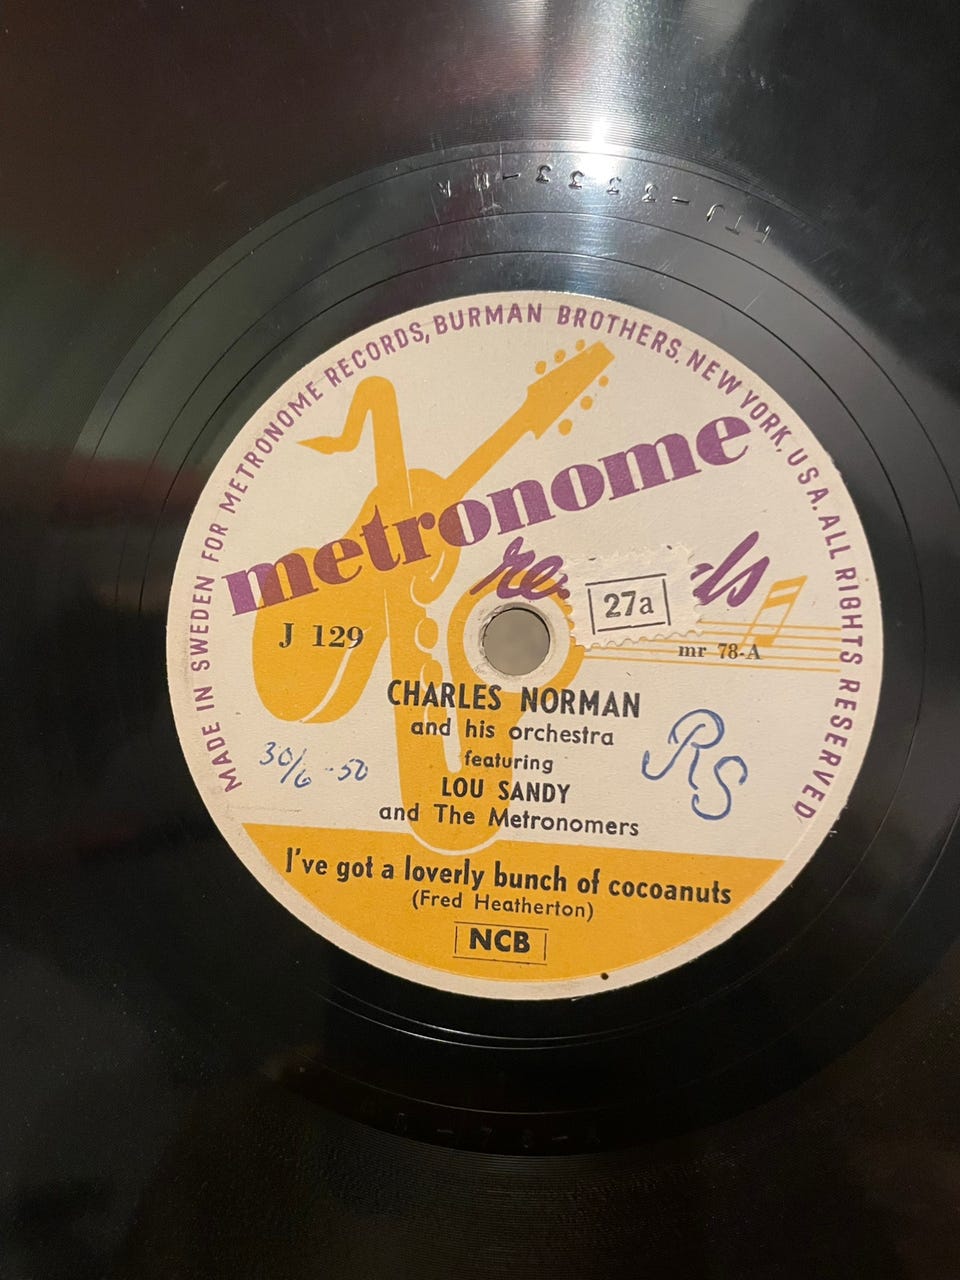 MADE IN SWEDEN FOR METRONOME RECORDS, BURMAN BROTHERS. NEW YORK, U.S.A. ALL RIGHTS RESERVED
metronome
27a
J 129
mr 78-A
CHARLES NORMAN
and his orchestra
featuring
LOU SANDY
and The Metronomers
30/6 -50
RS
I've got a loverly bunch of cocoanuts
(Fred Heatherton)
NCB